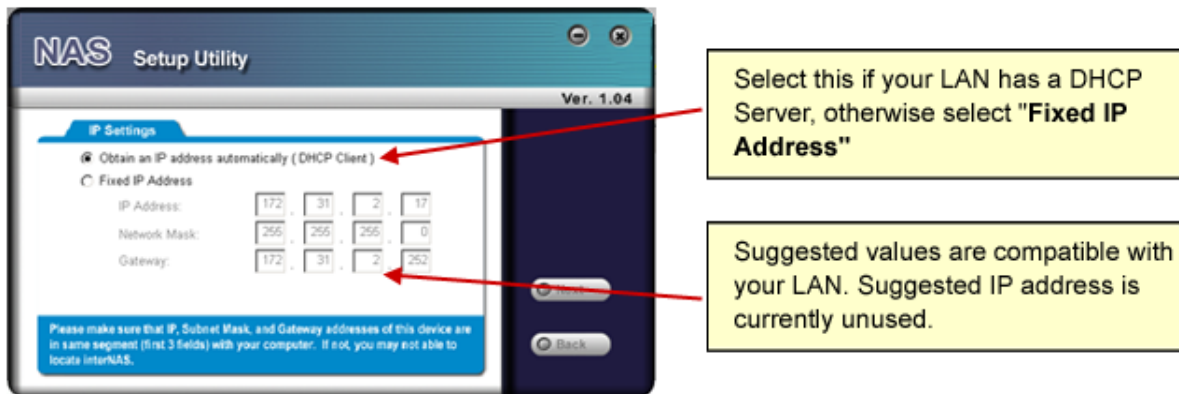 NAS Setup Utility
Ver. 1.04
IP Settings
Obtain an IP address automatically ( DHCP Client )
Fixed IP Address
IP Address: 172 . 31 . 2 . 17
Network Mask: 255 . 255 . 255 . 0
Gateway: 172 . 31 . 2 . 252
Next
Back
Please make sure that IP, Subnet Mask, and Gateway addresses of this device are
in same segment (first 3 fields) with your computer. If not, you may not able to
locate interNAS.
Select this if your LAN has a DHCP
Server, otherwise select "Fixed IP
Address"
Suggested values are compatible with
your LAN. Suggested IP address is
currently unused.